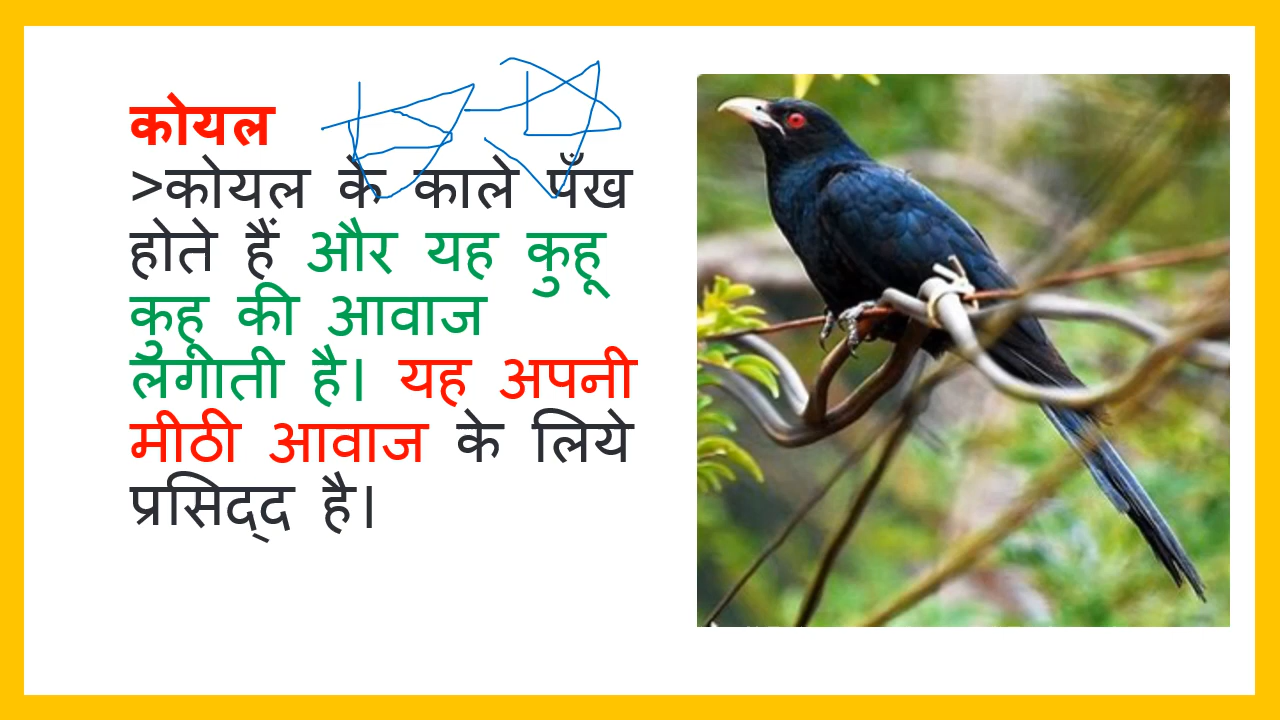 कोयल
>कोयल के काले पँख
होते हैं और यह कुहू
कुहू की आवाज
लगाती है। यह अपनी
मीठी आवाज के लिये
प्रसिद्द है।